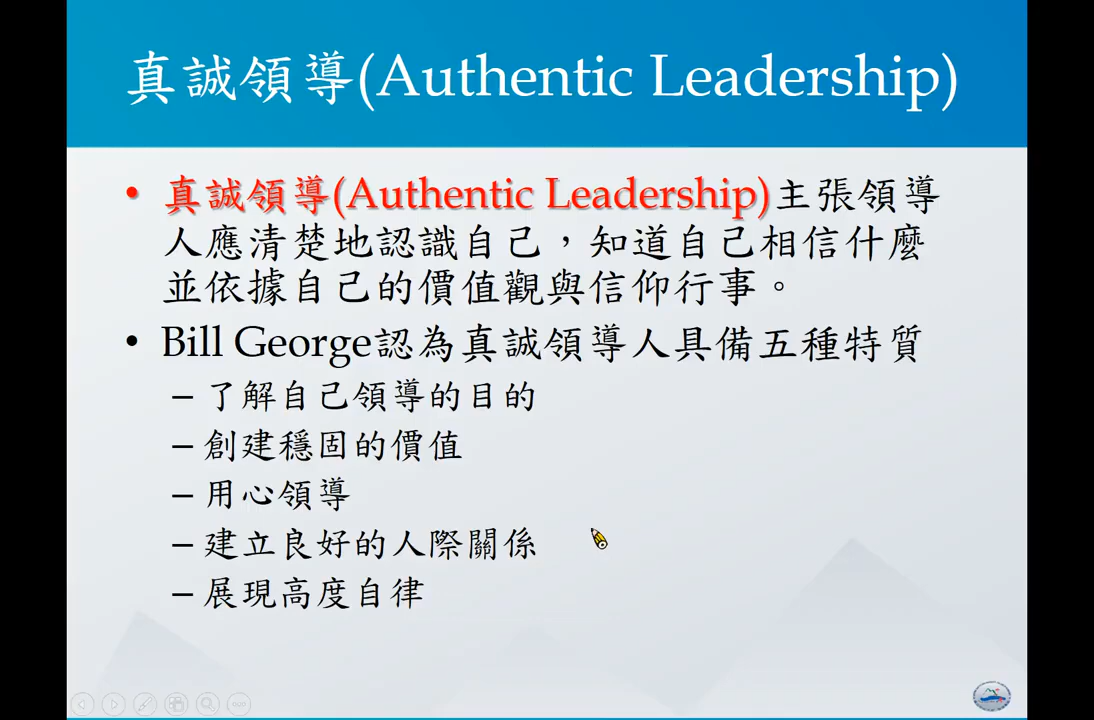 真誠領導(Authentic Leadership)
• 真誠領導(Authentic Leadership)主張領導
人應清楚地認識自己，知道自己相信什麼
並依據自己的價值觀與信仰行事。
• Bill George認為真誠領導人具備五種特質
– 了解自己領導的目的
– 創建穩固的價值
– 用心領導
– 建立良好的人際關係
– 展現高度自律